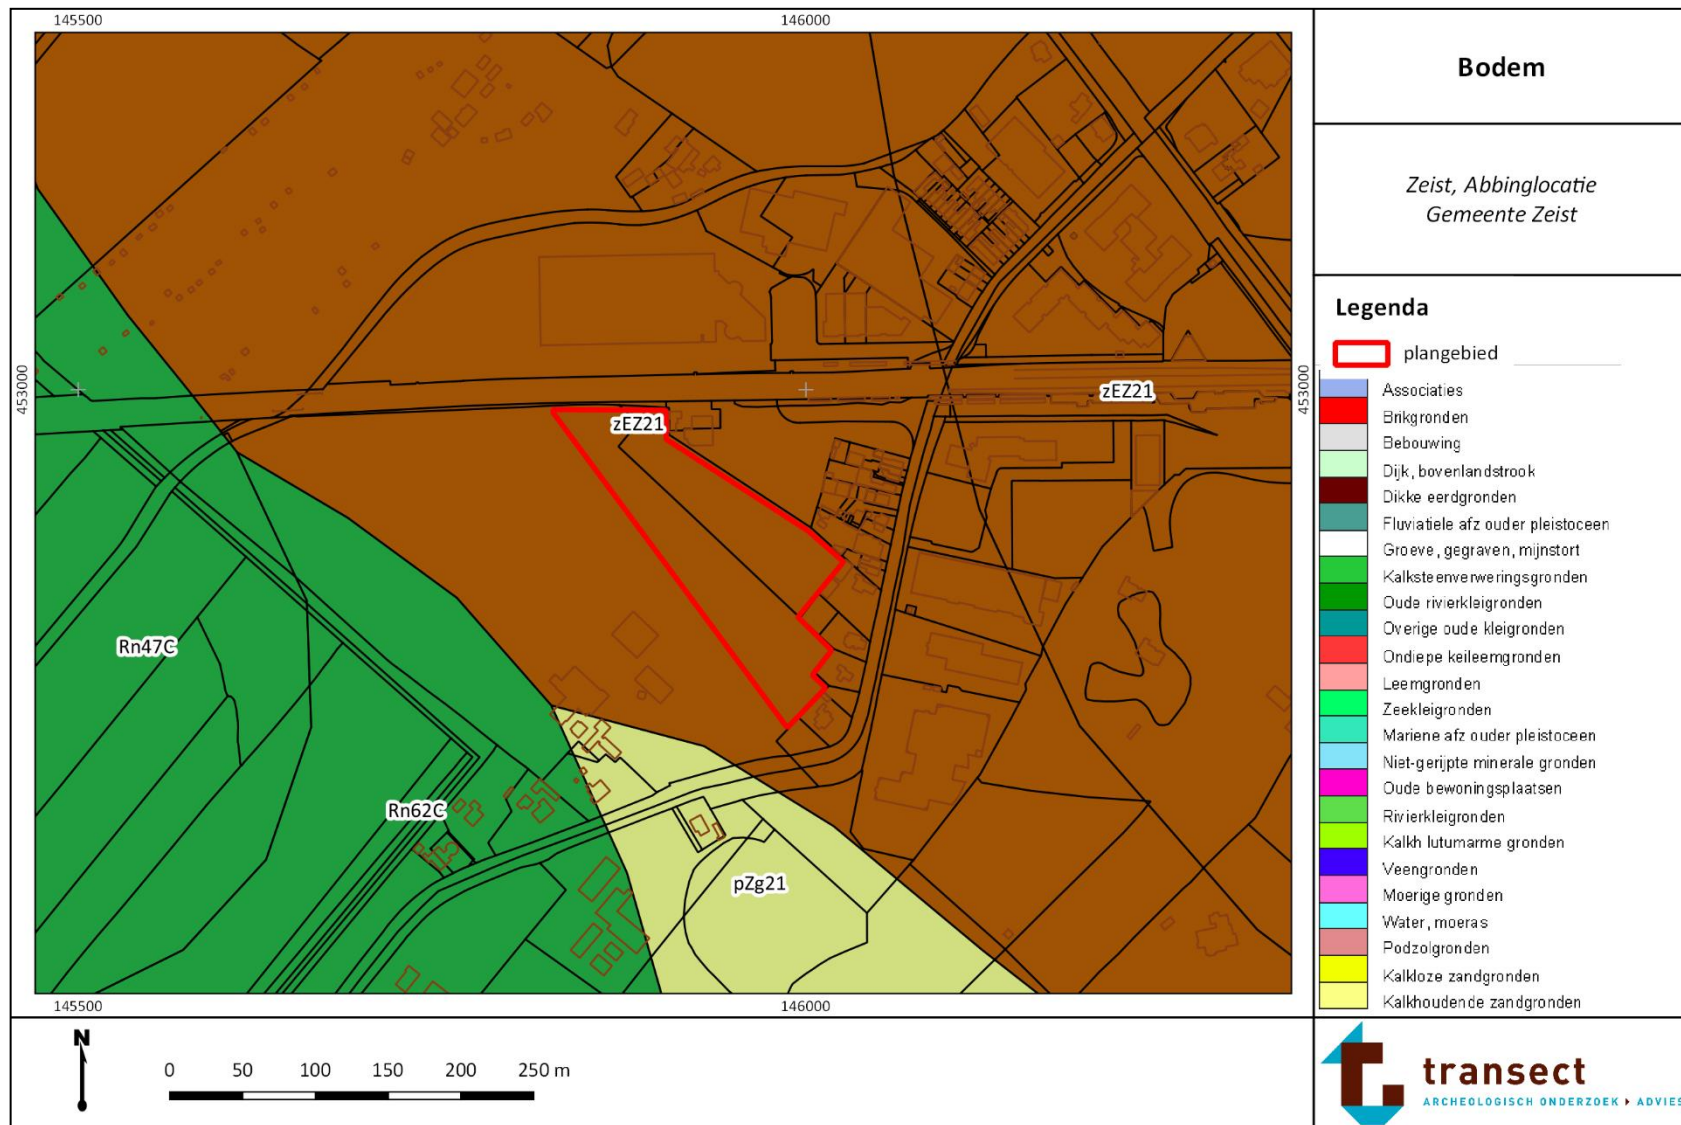 145500
146000
453000
453000
zEZ21
zEZ21
Rn47C
Rn62C
pZg21
145500
146000
N
0 50 100 150 200 250 m
Bodem
Zeist, Abbinglocatie
Gemeente Zeist
Legenda
plangebied
Associaties
Brikgronden
Bebouwing
Dijk, bovenlandstrook
Dikke eerdgronden
Fluviatiele afz ouder pleistoceen
Groeve, gegraven, mijnstort
Kalksteenverweringsgronden
Oude rivierkleigronden
Overige oude kleigronden
Ondiepe keileemgronden
Leemgronden
Zeekleigronden
Mariene afz ouder pleistoceen
Niet-gerijpte minerale gronden
Oude bewoningsplaatsen
Rivierkleigronden
Kalkh lutumarme gronden
Veengronden
Moerige gronden
Water, moeras
Podzolgronden
Kalkloze zandgronden
Kalkhoudende zandgronden
transect
ARCHEOLOGISCH ONDERZOEK ADVIES